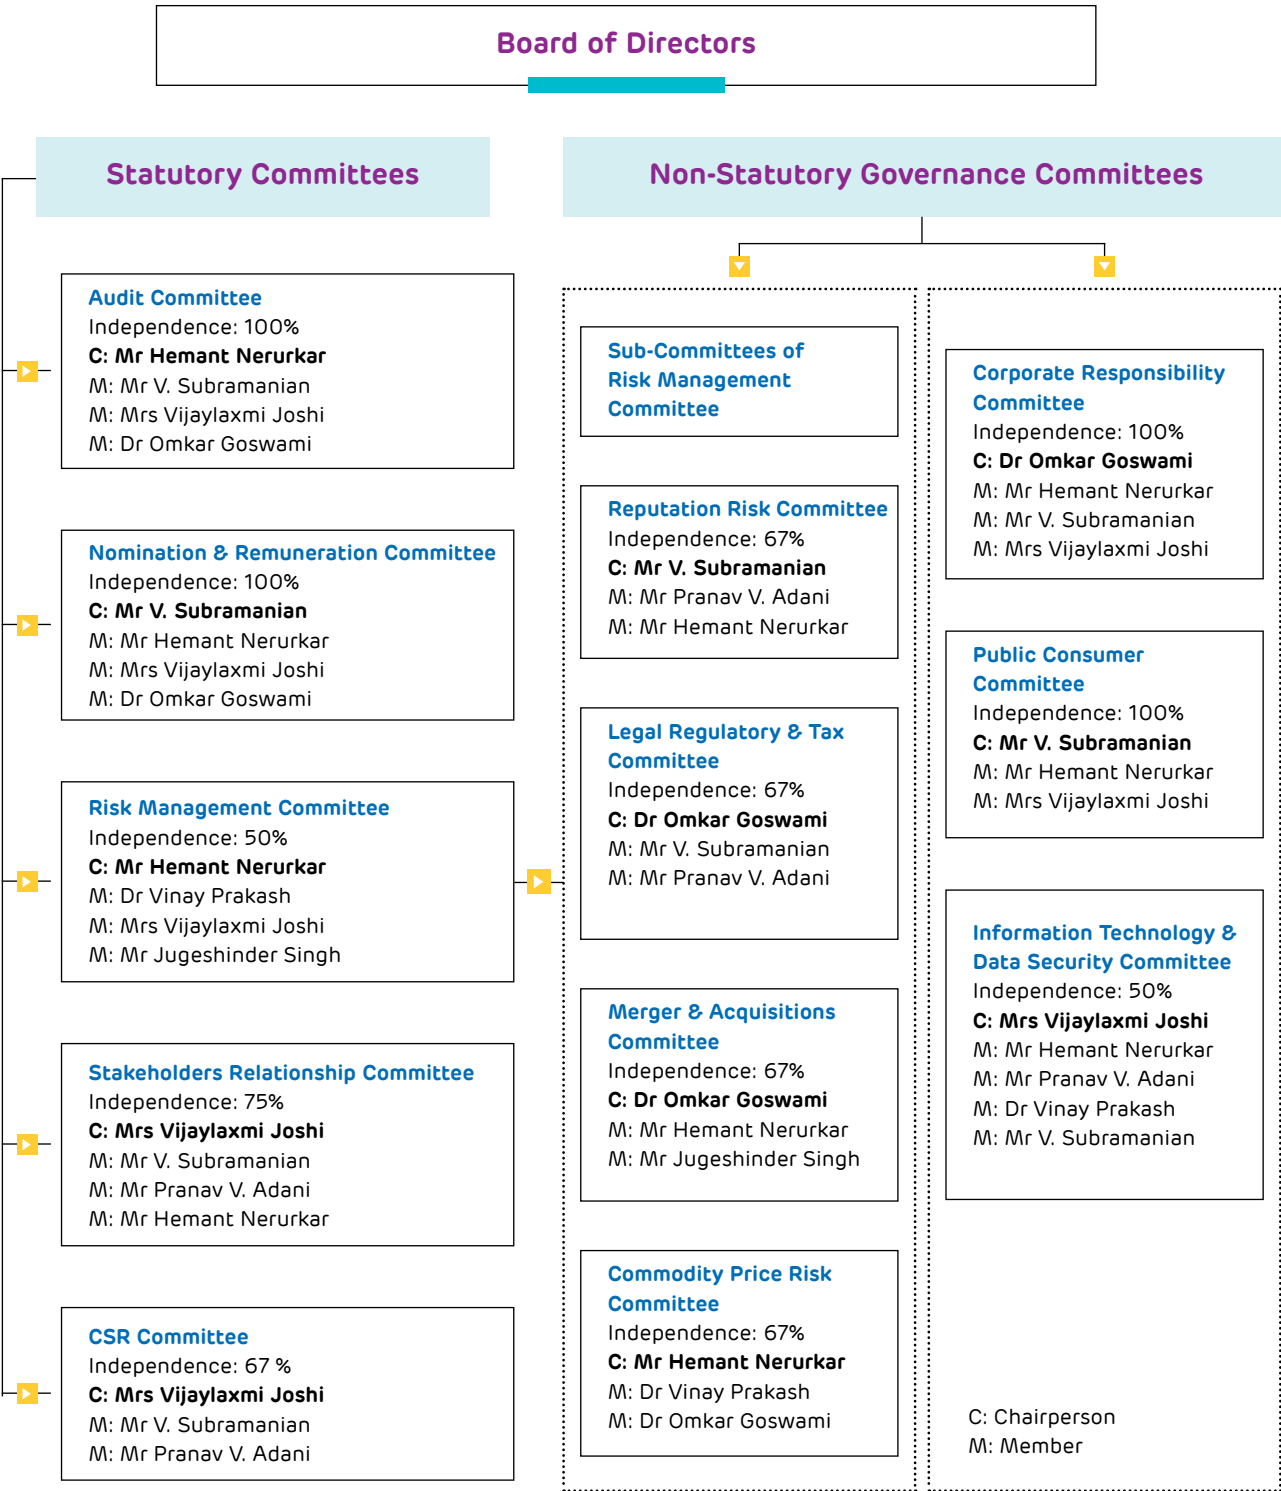 Board of Directors
Statutory Committees
Audit Committee
Independence: 100%
C: Mr Hemant Nerurkar
M: Mr V. Subramanian
M: Mrs Vijaylaxmi Joshi
M: Dr Omkar Goswami
Nomination & Remuneration Committee
Independence: 100%
C: Mr V. Subramanian
M: Mr Hemant Nerurkar
M: Mrs Vijaylaxmi Joshi
M: Dr Omkar Goswami
Risk Management Committee
Independence: 50%
C: Mr Hemant Nerurkar
M: Dr Vinay Prakash
M: Mrs Vijaylaxmi Joshi
M: Mr Jugeshinder Singh
Stakeholders Relationship Committee
Independence: 75%
C: Mrs Vijaylaxmi Joshi
M: Mr V. Subramanian
M: Mr Pranav V. Adani
M: Mr Hemant Nerurkar
CSR Committee
Independence: 67 %
C: Mrs Vijaylaxmi Joshi
M: Mr V. Subramanian
M: Mr Pranav V. Adani
Non-Statutory Governance Committees
Sub-Committees of
Risk Management
Committee
Reputation Risk Committee
Independence: 67%
C: Mr V. Subramanian
M: Mr Pranav V. Adani
M: Mr Hemant Nerurkar
Legal Regulatory & Tax
Committee
Independence: 67%
C: Dr Omkar Goswami
M: Mr V. Subramanian
M: Mr Pranav V. Adani
Merger & Acquisitions
Committee
Independence: 67%
C: Dr Omkar Goswami
M: Mr Hemant Nerurkar
M: Mr Jugeshinder Singh
Commodity Price Risk
Committee
Independence: 67%
C: Mr Hemant Nerurkar
M: Dr Vinay Prakash
M: Dr Omkar Goswami
Corporate Responsibility
Committee
Independence: 100%
C: Dr Omkar Goswami
M: Mr Hemant Nerurkar
M: Mr V. Subramanian
M: Mrs Vijaylaxmi Joshi
Public Consumer
Committee
Independence: 100%
C: Mr V. Subramanian
M: Mr Hemant Nerurkar
M: Mrs Vijaylaxmi Joshi
Information Technology &
Data Security Committee
Independence: 50%
C: Mrs Vijaylaxmi Joshi
M: Mr Hemant Nerurkar
M: Mr Pranav V. Adani
M: Dr Vinay Prakash
M: Mr V. Subramanian
C: Chairperson
M: Member